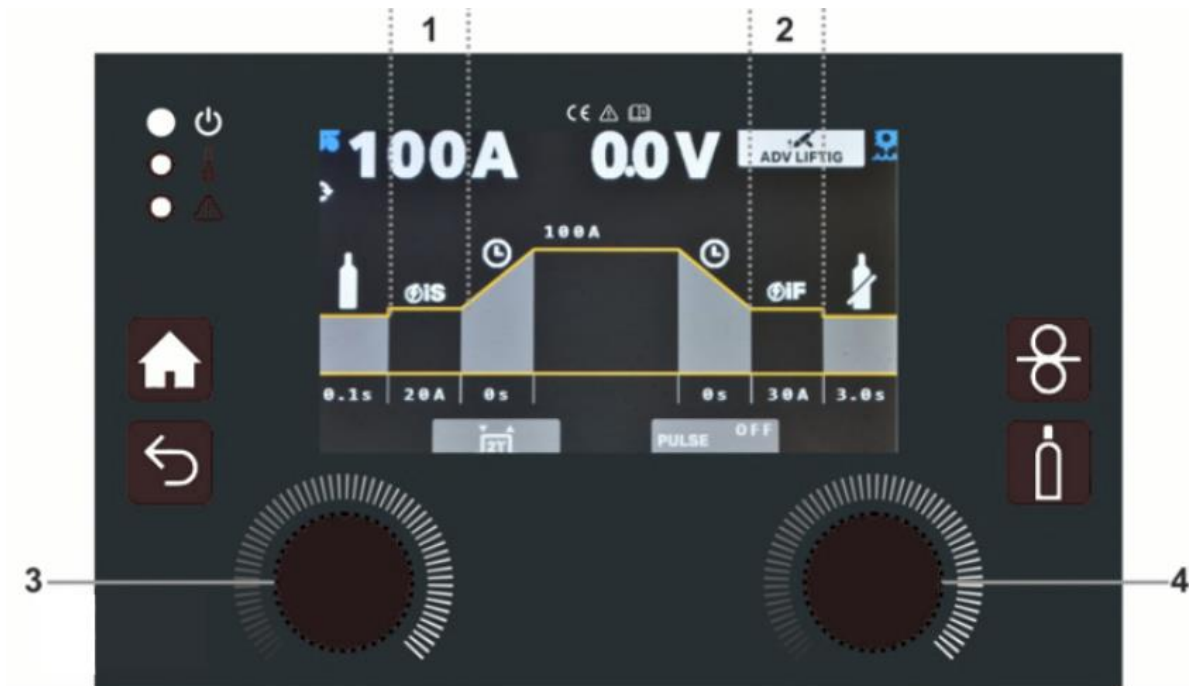 1 2
CE
100A 0.0V ADV LIFTIG
100A
iS iF
0.1s 20A 0s 0s 30A 3.0s
2T PULSE OFF
3 4